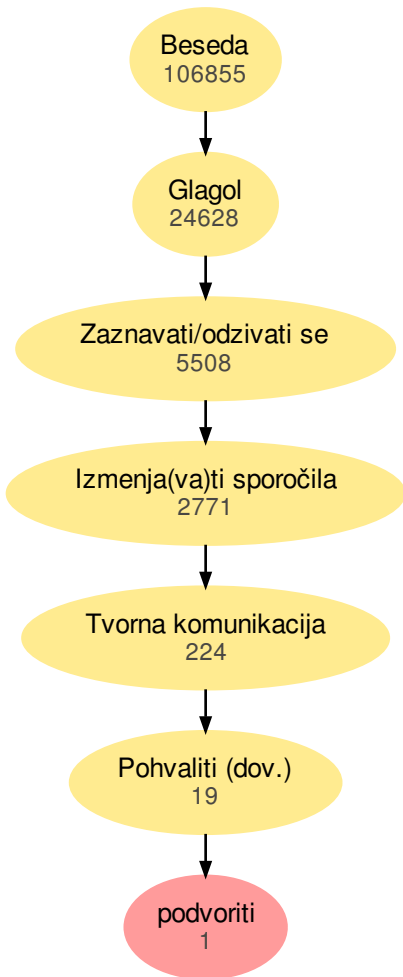 Beseda
106855
Glagol
24628
Zaznavati/odzivati se
5508
Izmenja(va)ti sporočila
2771
Tvorna komunikacija
224
Pohvaliti (dov.)
19
podvoriti
1